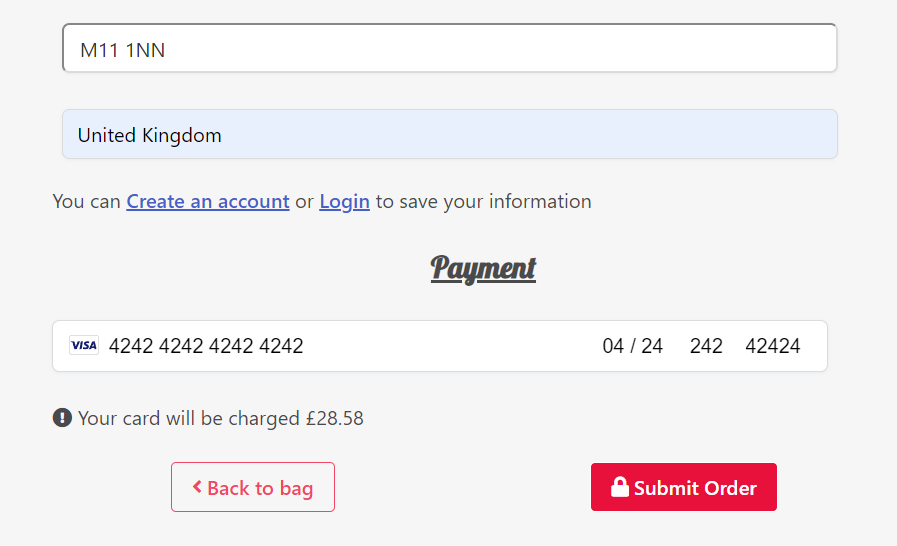 M11 1NN
United Kingdom
You can Create an account or Login to save your information
Payment
VISA 4242 4242 4242 4242 04 / 24 242 42424
Your card will be charged £28.58
Back to bag Submit Order